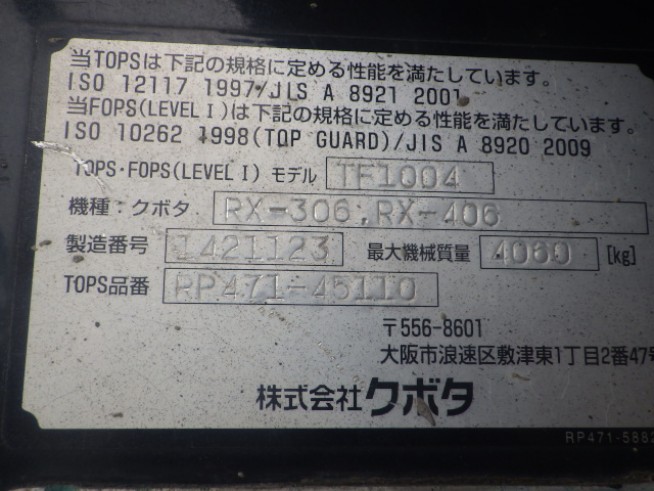 当TOPSは下記の規格に定める性能を満たしています。
ISO 12117 1997/JIS A 8921 2001
当FOPS(LEVEL I)は下記の規格に定める性能を満たしています。
ISO 10262 1998(TOP GUARD)/JIS A 8920 2009
TOPS・FOPS(LEVEL I) モデル TF1004
機種:クボタ RX-306,RX-406
製造番号 1421123 最大機械質量 4060 [kg]
TOPS品番 RP471-45110
〒556-8601
大阪市浪速区敷津東1丁目2番47号
株式会社クボタ
RP471-5882